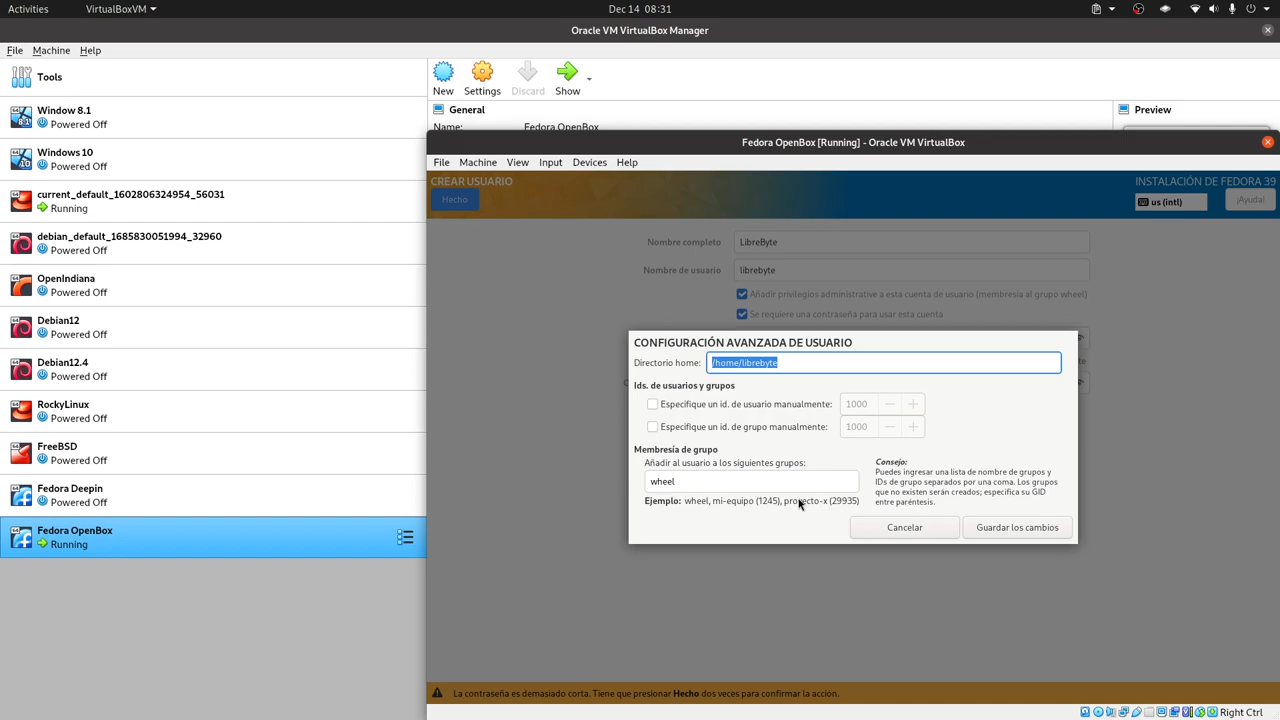 Activities
VirtualBoxVM
Dec 14 08:31
Oracle VM VirtualBox Manager
File Machine Help
Tools
New Settings Discard Show
Window 8.1
Powered Off
Windows 10
Powered Off
current_default_1602806324954_56031
Running
debian_default_1685830051994_32960
Powered Off
OpenIndiana
Powered Off
Debian12
Powered Off
Debian12.4
Powered Off
RockyLinux
Powered Off
FreeBSD
Powered Off
Fedora Deepin
Powered Off
Fedora OpenBox
Running
General
Preview
Name: Fedora OpenBox
Fedora OpenBox [Running] - Oracle VM VirtualBox
File Machine View Input Devices Help
CREAR USUARIO
INSTALACIÓN DE FEDORA 39
Hecho
us (intl)
¡Ayuda!
Nombre completo LibreByte
Nombre de usuario librebyte
Añadir privilegios administrative a esta cuenta de usuario (membresía al grupo wheel)
Se requiere una contraseña para usar esta cuenta
CONFIGURACIÓN AVANZADA DE USUARIO
Directorio home: /home/librebyte
Ids. de usuarios y grupos
Especifique un id. de usuario manualmente: 1000
Especifique un id. de grupo manualmente: 1000
Membresía de grupo
Añadir al usuario a los siguientes grupos:
wheel
Ejemplo: wheel, mi-equipo (1245), proyecto-x (29935)
Consejo:
Puedes ingresar una lista de nombre de grupos y
IDs de grupo separados por una coma. Los grupos
que no existen serán creados; especifica su GID
entre paréntesis.
Cancelar
Guardar los cambios
La contraseña es demasiado corta. Tiene que presionar Hecho dos veces para confirmar la acción.
Right Ctrl